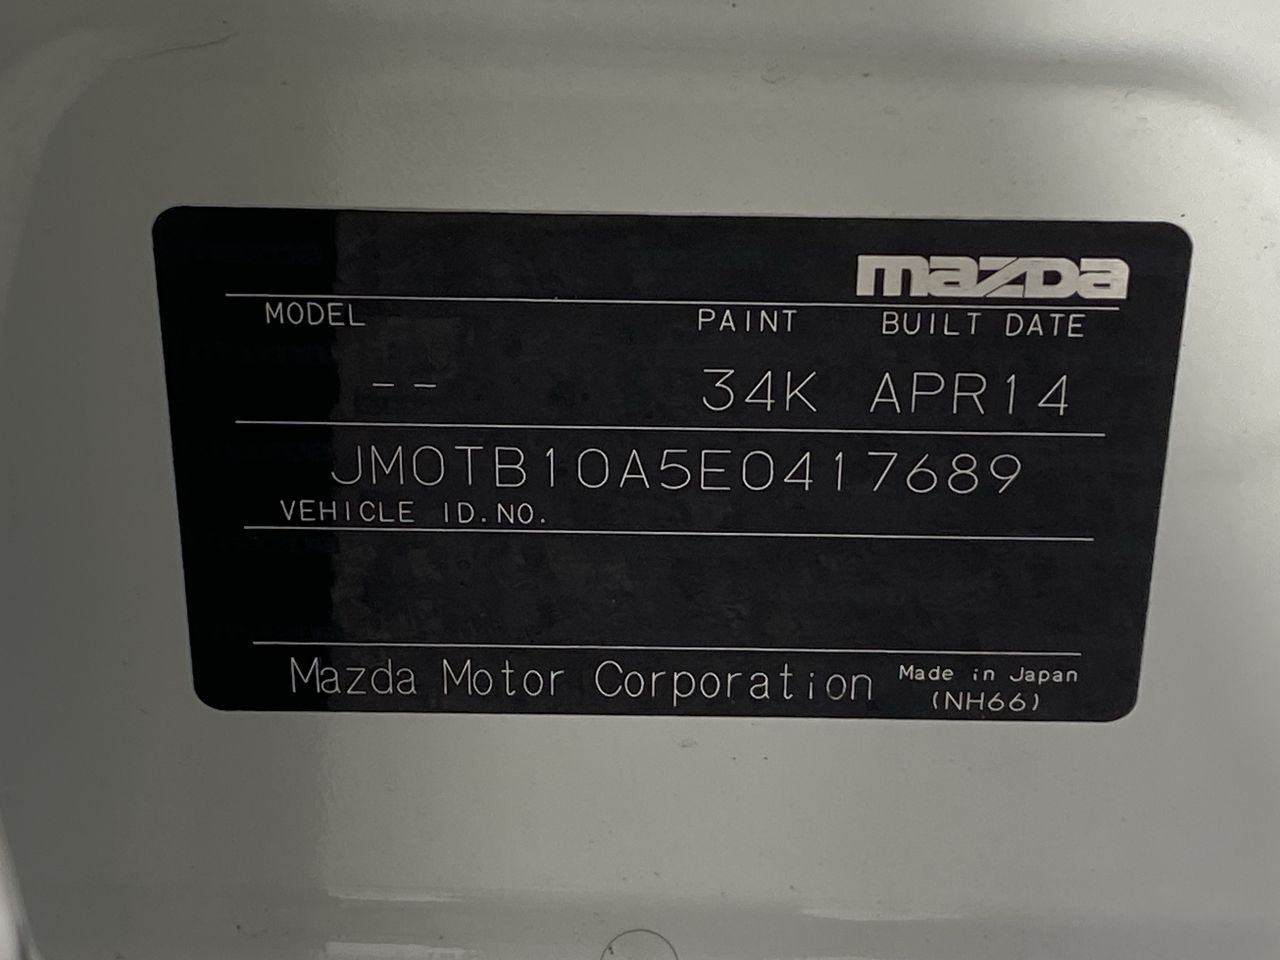 mazda
MODEL PAINT BUILT DATE
-- 34K APR14
JM0TB10A5E0417689
VEHICLE ID.NO.
Mazda Motor Corporation Made in Japan
(NH66)